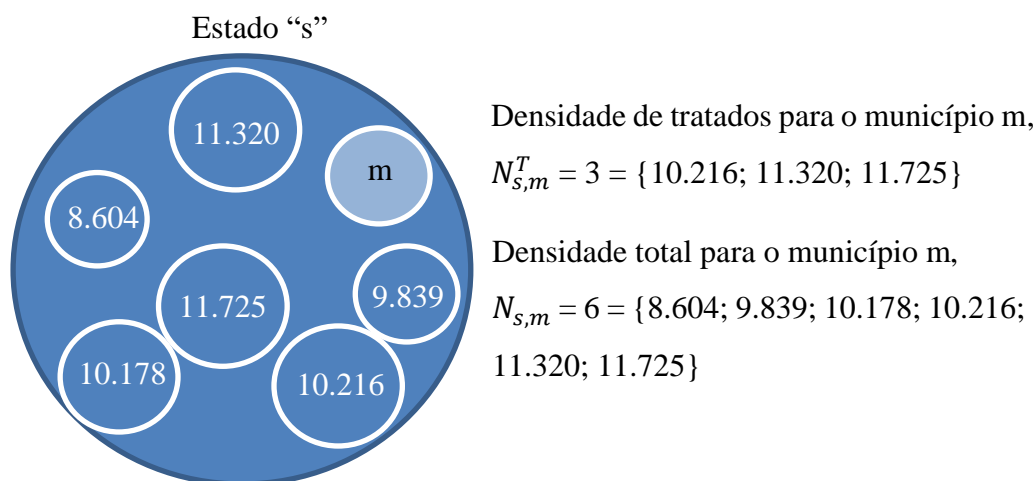 Estado “s”
11.320
m
8.604
11.725
9.839
10.178
10.216
Densidade de tratados para o município m,
𝑁ᵀₛ,ₘ = 3 = {10.216; 11.320; 11.725}
Densidade total para o município m,
𝑁ₛ,ₘ = 6 = {8.604; 9.839; 10.178; 10.216;
11.320; 11.725}